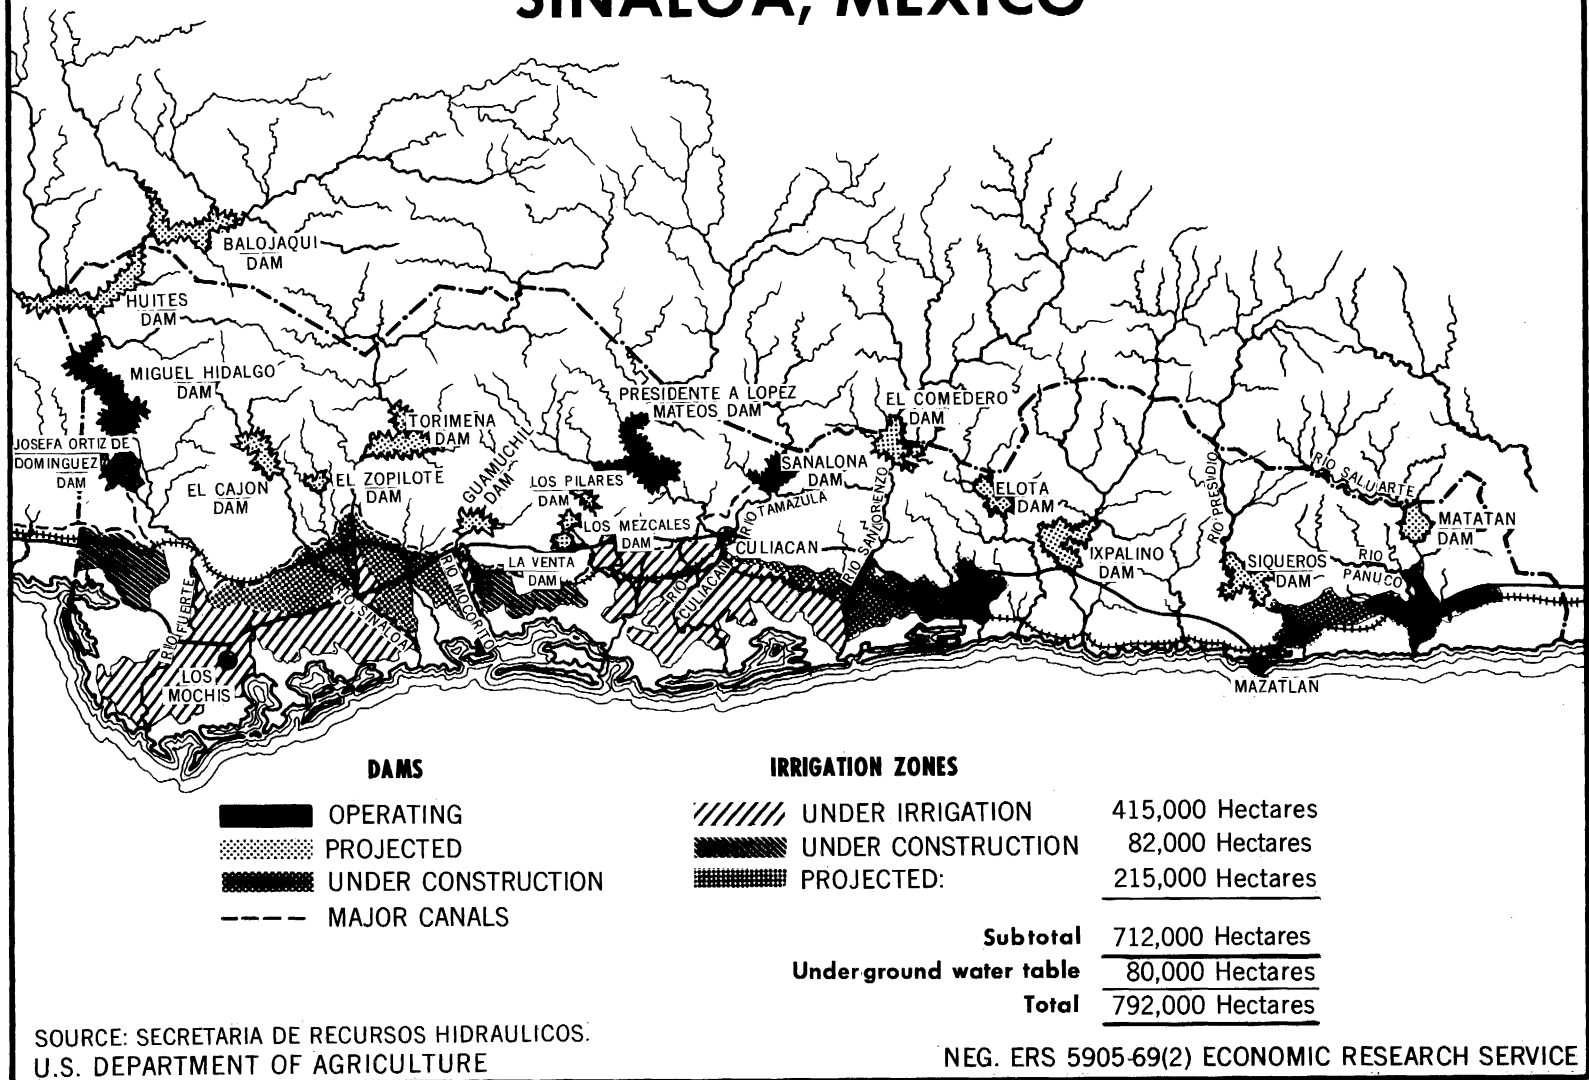 SINALOA, MEXICO
BALOJAQUI
DAM
HUITES
DAM
MIGUEL HIDALGO
DAM
PRESIDENTE A LOPEZ
MATEOS DAM
EL COMEDERO
DAM
TORIMENA
DAM
JOSEFA ORTIZ DE
DOMINGUEZ
DAM
GUAMUCHIL
DAM
SANALONA
DAM
RIO SALUARTE
EL ZOPILOTE
DAM
LOS PILARES
DAM
EL CAJON
DAM
ELOTA
DAM
RIO TAMAZULA
RIO SAN LORIENZO
RIO PRESIDIO
LOS MEZCALES
DAM
MATATAN
DAM
CULIACAN
IXPALINO
DAM
LA VENTA
DAM
SIQUEROS
DAM
RIO
PANUCO
RIO FUERTE
RIO SINALOA
RIO MOCORITO
RIO
CULIACAN
LOS
MOCHIS
MAZATLAN
DAMS
OPERATING
PROJECTED
UNDER CONSTRUCTION
MAJOR CANALS
IRRIGATION ZONES
UNDER IRRIGATION 415,000 Hectares
UNDER CONSTRUCTION 82,000 Hectares
PROJECTED: 215,000 Hectares
Subtotal 712,000 Hectares
Underground water table 80,000 Hectares
Total 792,000 Hectares
SOURCE: SECRETARIA DE RECURSOS HIDRAULICOS.
U.S. DEPARTMENT OF AGRICULTURE
NEG. ERS 5905-69(2) ECONOMIC RESEARCH SERVICE